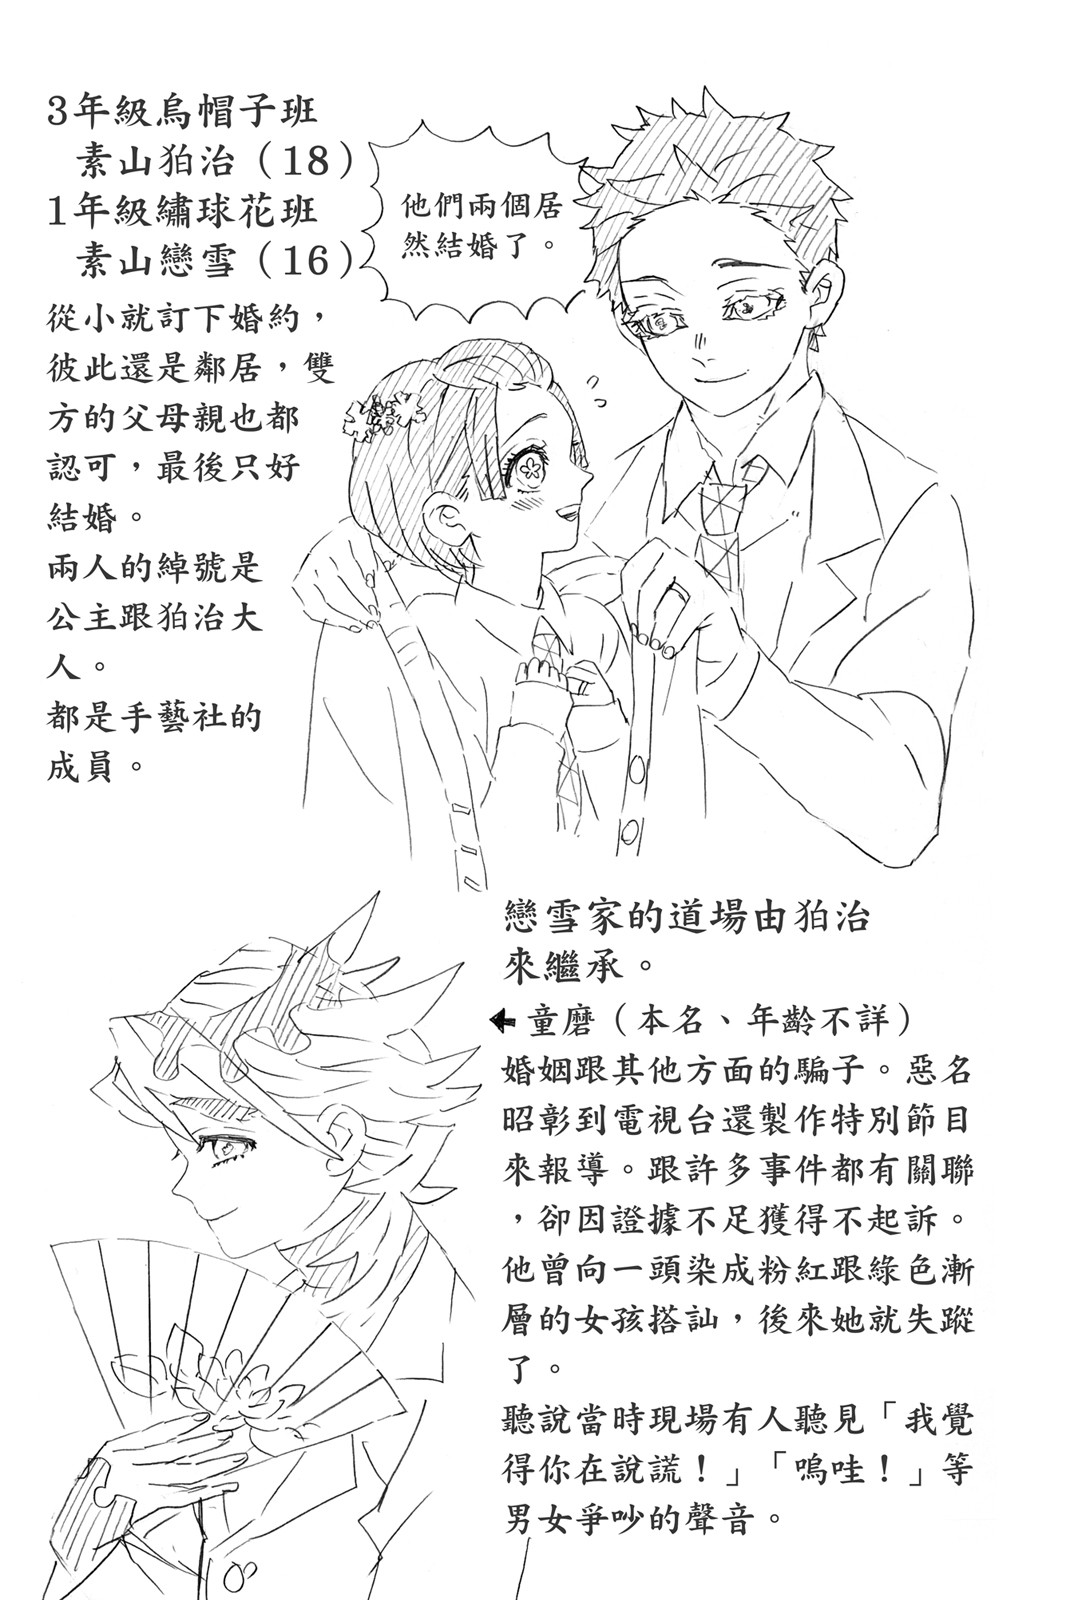 3年級烏帽子班
素山狛治（18）
1年級繡球花班
素山戀雪（16）
他們兩個居
然結婚了。
從小就訂下婚約，
彼此還是鄰居，雙
方的父母親也都
認可，最後只好
結婚。
兩人的綽號是
公主跟狛治大
人。
都是手藝社的
成員。
戀雪家的道場由狛治
來繼承。
←童磨（本名、年齡不詳）
婚姻跟其他方面的騙子。惡名
昭彰到電視台還製作特別節目
來報導。跟許多事件都有關聯
，卻因證據不足獲得不起訴。
他曾向一頭染成粉紅跟綠色漸
層的女孩搭訕，後來她就失蹤
了。
聽說當時現場有人聽見「我覺
得你在說謊！」「嗚哇！」等
男女爭吵的聲音。